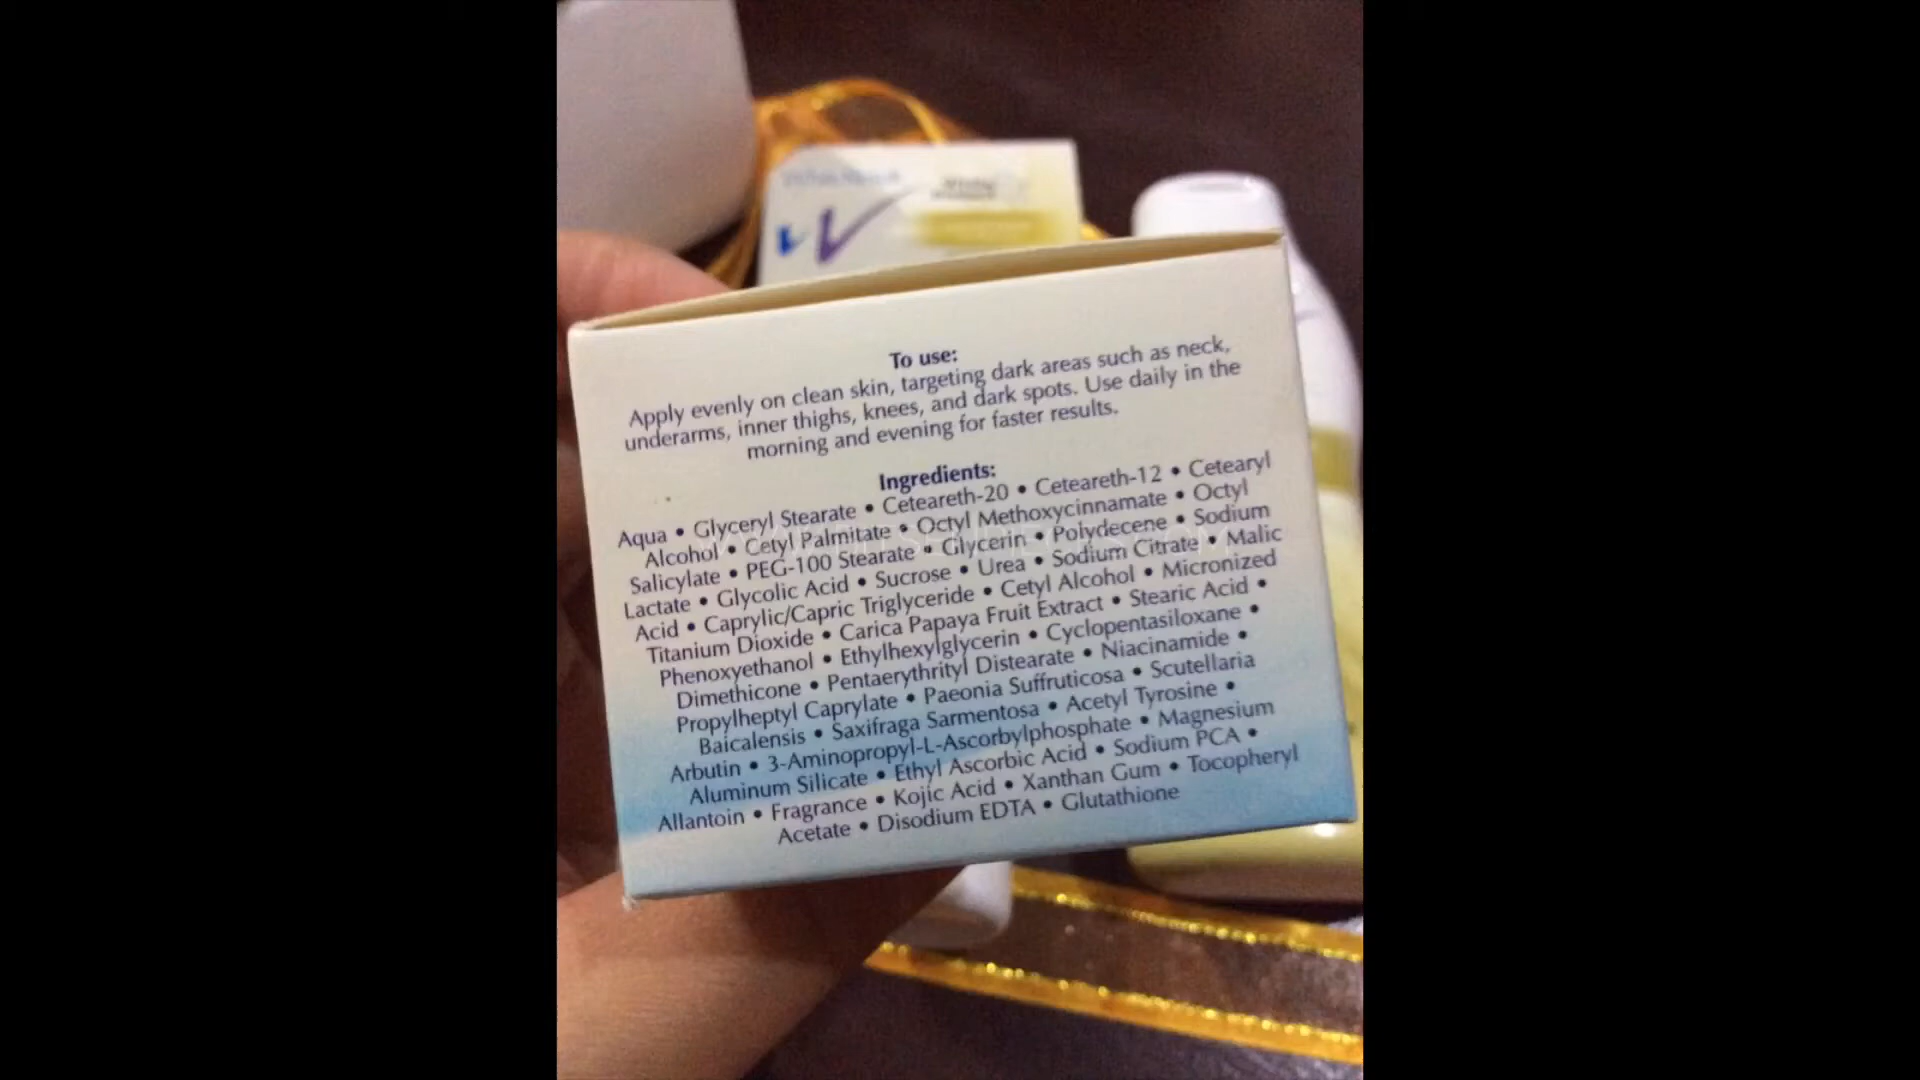 To use:
Apply evenly on clean skin, targeting dark areas such as neck,
underarms, inner thighs, knees, and dark spots. Use daily in the
morning and evening for faster results.
Ingredients:
Aqua • Glyceryl Stearate • Ceteareth-20 • Ceteareth-12 • Cetearyl
Alcohol • Cetyl Palmitate • Octyl Methoxycinnamate • Octyl
Salicylate • PEG-100 Stearate • Glycerin • Polydecene • Sodium
Lactate • Glycolic Acid • Sucrose • Urea • Sodium Citrate • Malic
Acid • Caprylic/Capric Triglyceride • Cetyl Alcohol • Micronized
Titanium Dioxide • Carica Papaya Fruit Extract • Stearic Acid •
Phenoxyethanol • Ethylhexylglycerin • Cyclopentasiloxane •
Dimethicone • Pentaerythrityl Distearate • Niacinamide •
Propylheptyl Caprylate • Paeonia Suffruticosa • Scutellaria
Baicalensis • Saxifraga Sarmentosa • Acetyl Tyrosine •
Arbutin • 3-Aminopropyl-L-Ascorbylphosphate • Magnesium
Aluminum Silicate • Ethyl Ascorbic Acid • Sodium PCA •
Allantoin • Fragrance • Kojic Acid • Xanthan Gum • Tocopheryl
Acetate • Disodium EDTA • Glutathione